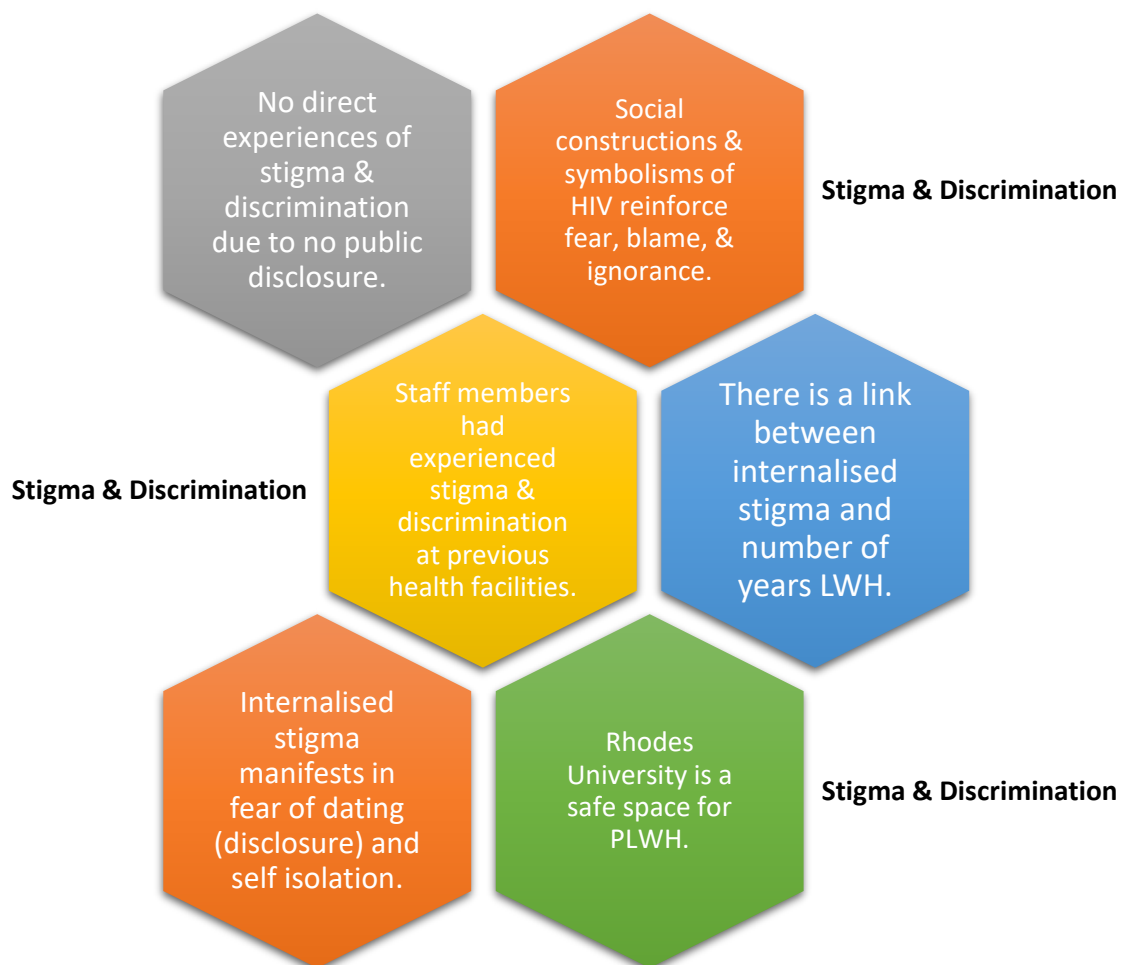 No direct
experiences of
stigma &
discrimination
due to no public
disclosure.
Social
constructions &
symbolisms of
HIV reinforce
fear, blame, &
ignorance.
Stigma & Discrimination
Stigma & Discrimination
Staff members
had
experienced
stigma &
discrimination
at previous
health facilities.
There is a link
between
internalised
stigma and
number of
years LWH.
Internalised
stigma
manifests in
fear of dating
(disclosure) and
self isolation.
Rhodes
University is a
safe space for
PLWH.
Stigma & Discrimination